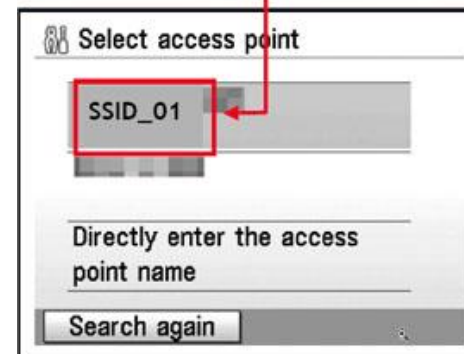 Select access point
SSID_01
Directly enter the access
point name
Search again